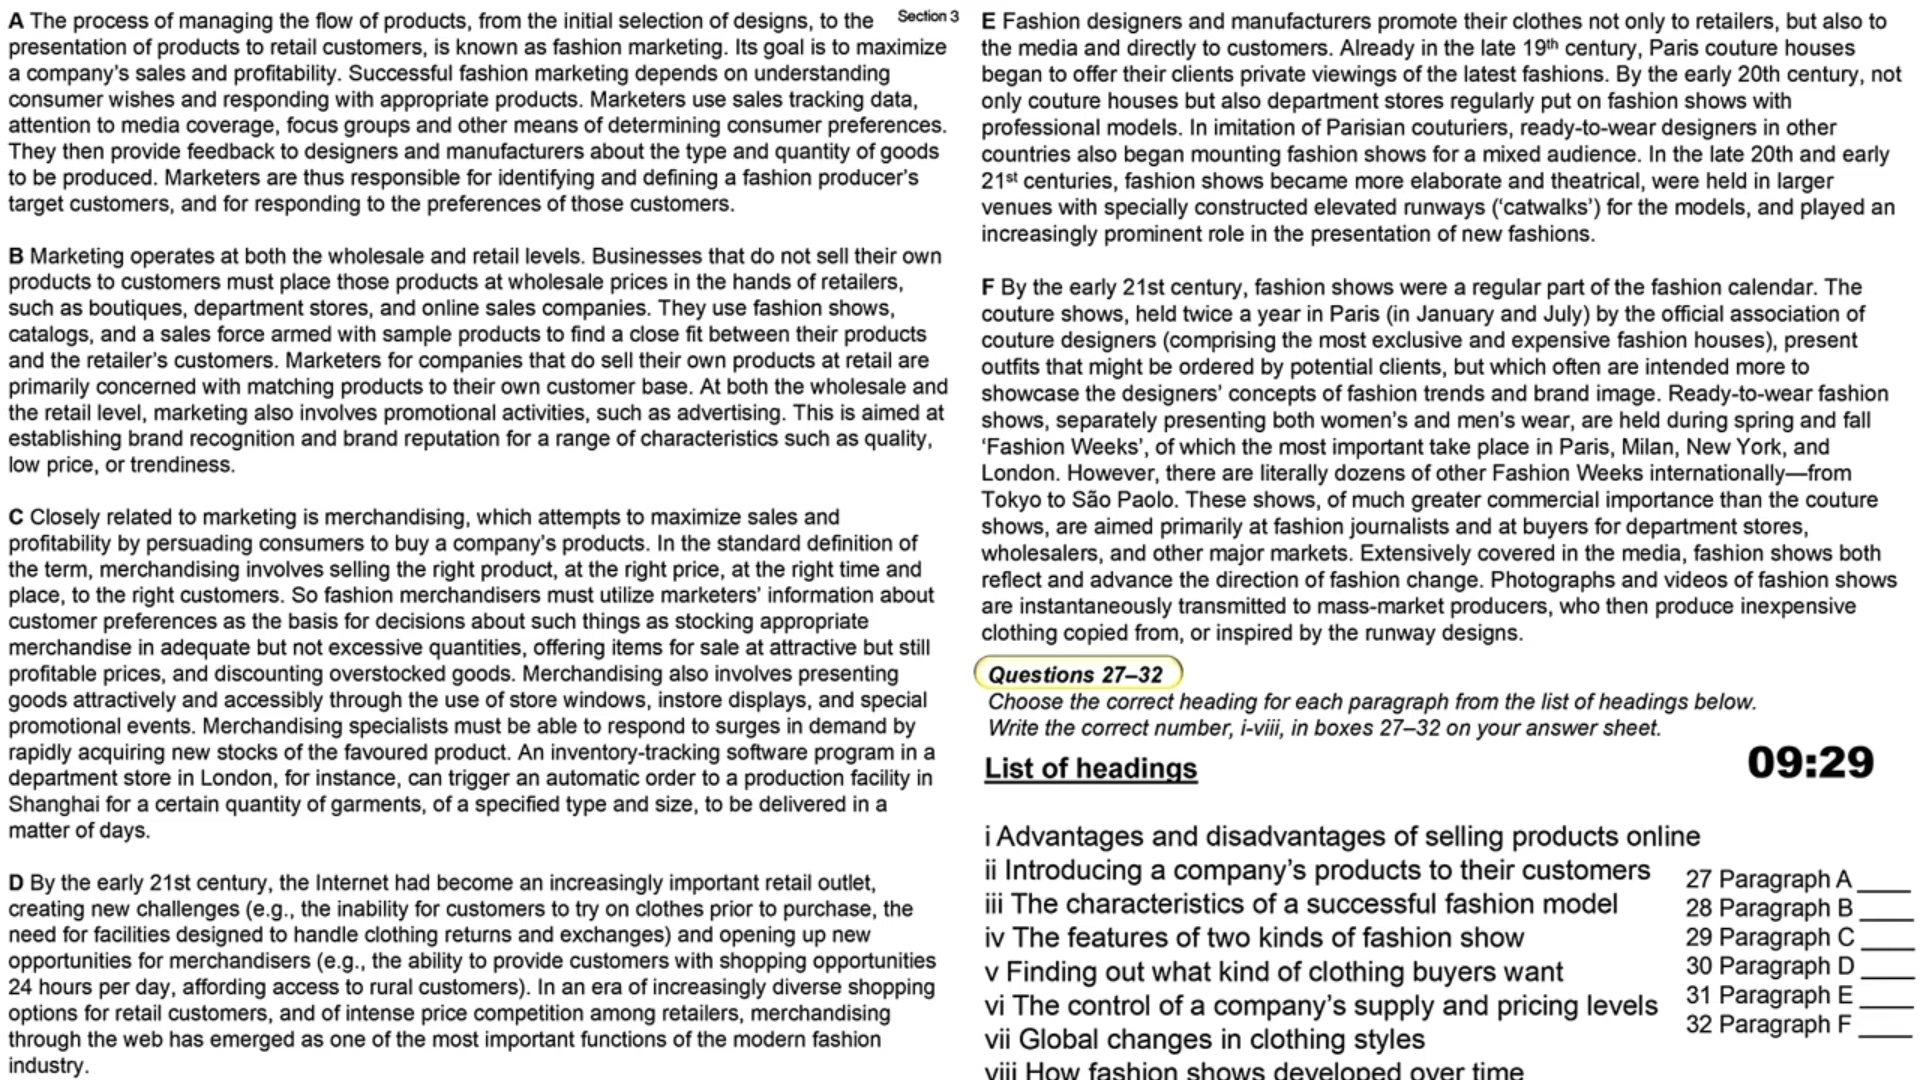 Section 3
A The process of managing the flow of products, from the initial selection of designs, to the
presentation of products to retail customers, is known as fashion marketing. Its goal is to maximize
a company's sales and profitability. Successful fashion marketing depends on understanding
consumer wishes and responding with appropriate products. Marketers use sales tracking data,
attention to media coverage, focus groups and other means of determining consumer preferences.
They then provide feedback to designers and manufacturers about the type and quantity of goods
to be produced. Marketers are thus responsible for identifying and defining a fashion producer's
target customers, and for responding to the preferences of those customers.
B Marketing operates at both the wholesale and retail levels. Businesses that do not sell their own
products to customers must place those products at wholesale prices in the hands of retailers,
such as boutiques, department stores, and online sales companies. They use fashion shows,
catalogs, and a sales force armed with sample products to find a close fit between their products
and the retailer's customers. Marketers for companies that do sell their own products at retail are
primarily concerned with matching products to their own customer base. At both the wholesale and
the retail level, marketing also involves promotional activities, such as advertising. This is aimed at
establishing brand recognition and brand reputation for a range of characteristics such as quality,
low price, or trendiness.
C Closely related to marketing is merchandising, which attempts to maximize sales and
profitability by persuading consumers to buy a company's products. In the standard definition of
the term, merchandising involves selling the right product, at the right price, at the right time and
place, to the right customers. So fashion merchandisers must utilize marketers' information about
customer preferences as the basis for decisions about such things as stocking appropriate
merchandise in adequate but not excessive quantities, offering items for sale at attractive but still
profitable prices, and discounting overstocked goods. Merchandising also involves presenting
goods attractively and accessibly through the use of store windows, instore displays, and special
promotional events. Merchandising specialists must be able to respond to surges in demand by
rapidly acquiring new stocks of the favoured product. An inventory-tracking software program in a
department store in London, for instance, can trigger an automatic order to a production facility in
Shanghai for a certain quantity of garments, of a specified type and size, to be delivered in a
matter of days.
D By the early 21st century, the Internet had become an increasingly important retail outlet,
creating new challenges (e.g., the inability for customers to try on clothes prior to purchase, the
need for facilities designed to handle clothing returns and exchanges) and opening up new
opportunities for merchandisers (e.g., the ability to provide customers with shopping opportunities
24 hours per day, affording access to rural customers). In an era of increasingly diverse shopping
options for retail customers, and of intense price competition among retailers, merchandising
through the web has emerged as one of the most important functions of the modern fashion
industry.
E Fashion designers and manufacturers promote their clothes not only to retailers, but also to
the media and directly to customers. Already in the late 19th century, Paris couture houses
began to offer their clients private viewings of the latest fashions. By the early 20th century, not
only couture houses but also department stores regularly put on fashion shows with
professional models. In imitation of Parisian couturiers, ready-to-wear designers in other
countries also began mounting fashion shows for a mixed audience. In the late 20th and early
21st centuries, fashion shows became more elaborate and theatrical, were held in larger
venues with specially constructed elevated runways ('catwalks') for the models, and played an
increasingly prominent role in the presentation of new fashions.
F By the early 21st century, fashion shows were a regular part of the fashion calendar. The
couture shows, held twice a year in Paris (in January and July) by the official association of
couture designers (comprising the most exclusive and expensive fashion houses), present
outfits that might be ordered by potential clients, but which often are intended more to
showcase the designers' concepts of fashion trends and brand image. Ready-to-wear fashion
shows, separately presenting both women's and men's wear, are held during spring and fall
'Fashion Weeks', of which the most important take place in Paris, Milan, New York, and
London. However, there are literally dozens of other Fashion Weeks internationally—from
Tokyo to São Paolo. These shows, of much greater commercial importance than the couture
shows, are aimed primarily at fashion journalists and at buyers for department stores,
wholesalers, and other major markets. Extensively covered in the media, fashion shows both
reflect and advance the direction of fashion change. Photographs and videos of fashion shows
are instantaneously transmitted to mass-market producers, who then produce inexpensive
clothing copied from, or inspired by the runway designs.
Questions 27–32
Choose the correct heading for each paragraph from the list of headings below.
Write the correct number, i-viii, in boxes 27–32 on your answer sheet.
List of headings
09:29
i Advantages and disadvantages of selling products online
ii Introducing a company's products to their customers
iii The characteristics of a successful fashion model
iv The features of two kinds of fashion show
v Finding out what kind of clothing buyers want
vi The control of a company's supply and pricing levels
vii Global changes in clothing styles
viii How fashion shows developed over time
27 Paragraph A ____
28 Paragraph B ____
29 Paragraph C ____
30 Paragraph D ____
31 Paragraph E ____
32 Paragraph F ____